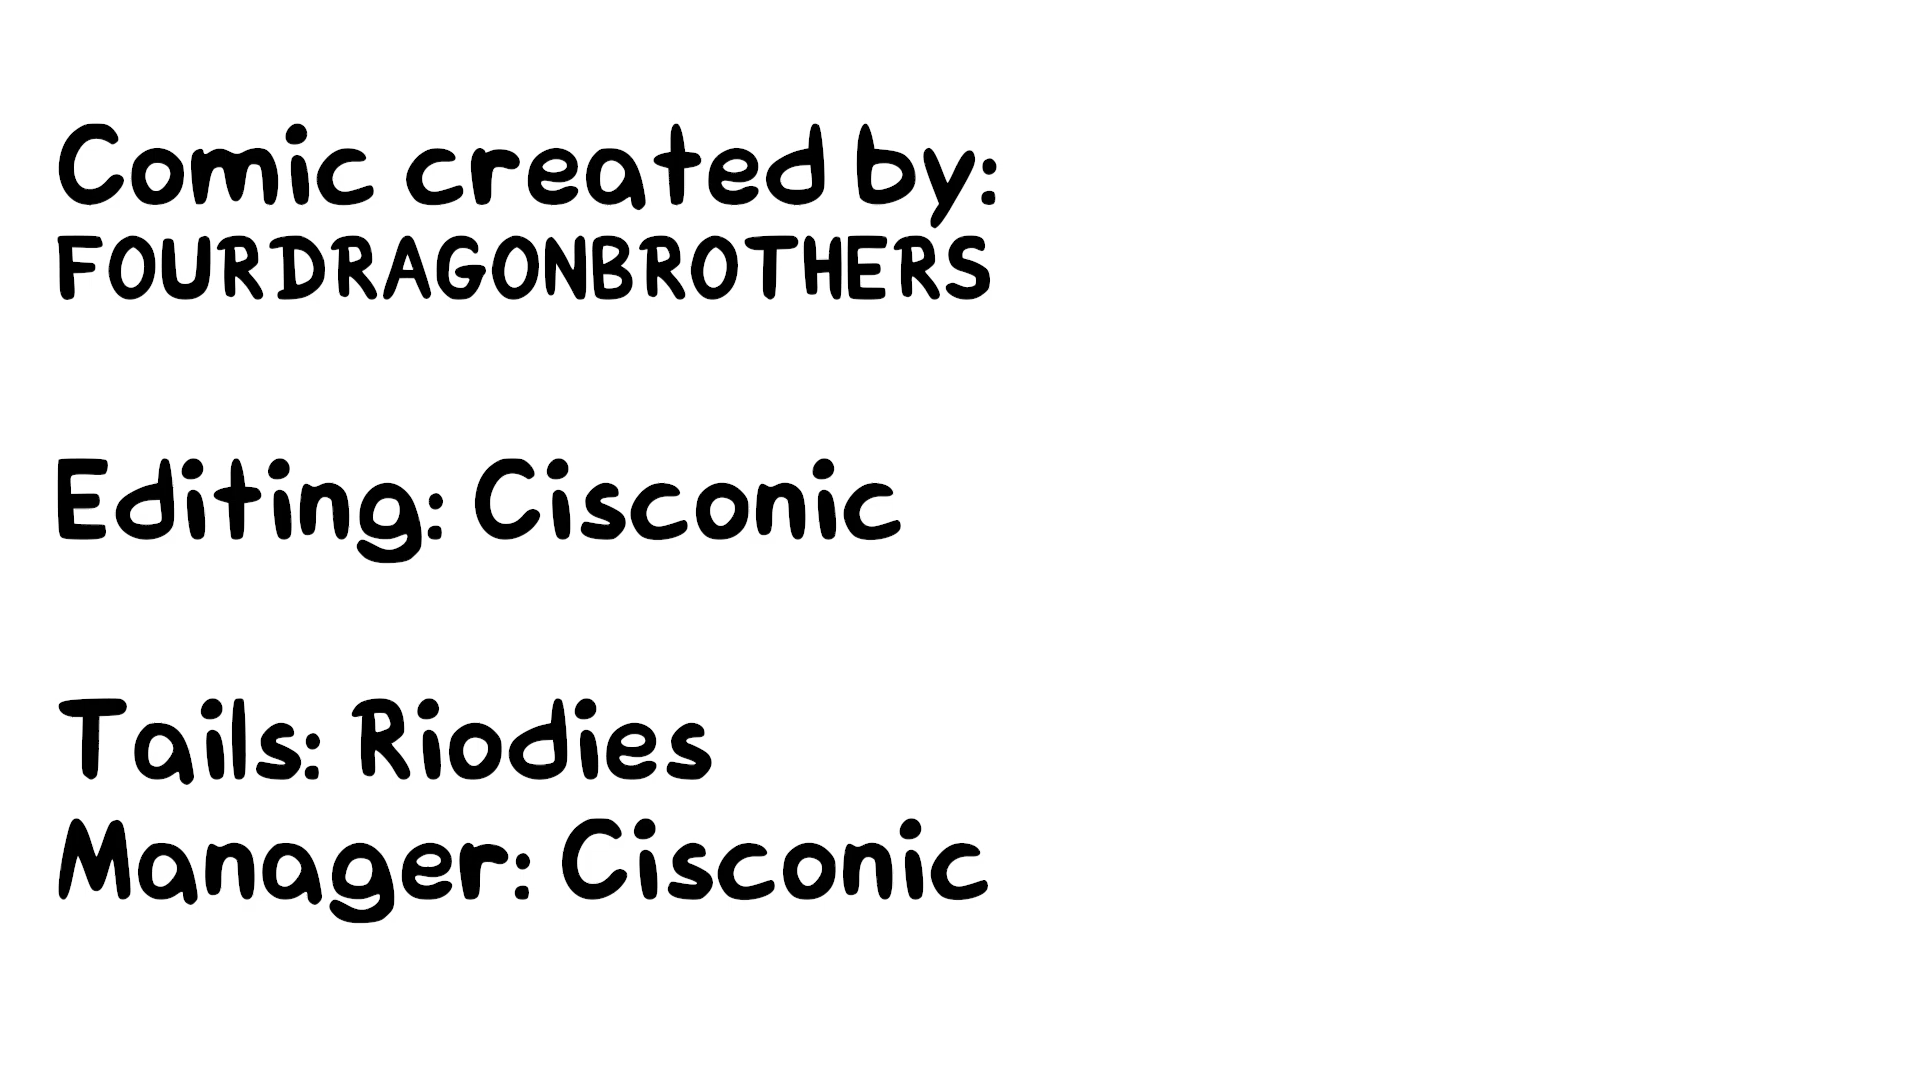 Comic created by:
FOURDRAGONBROTHERS
Editing: Cisconic
Tails: Riodies
Manager: Cisconic